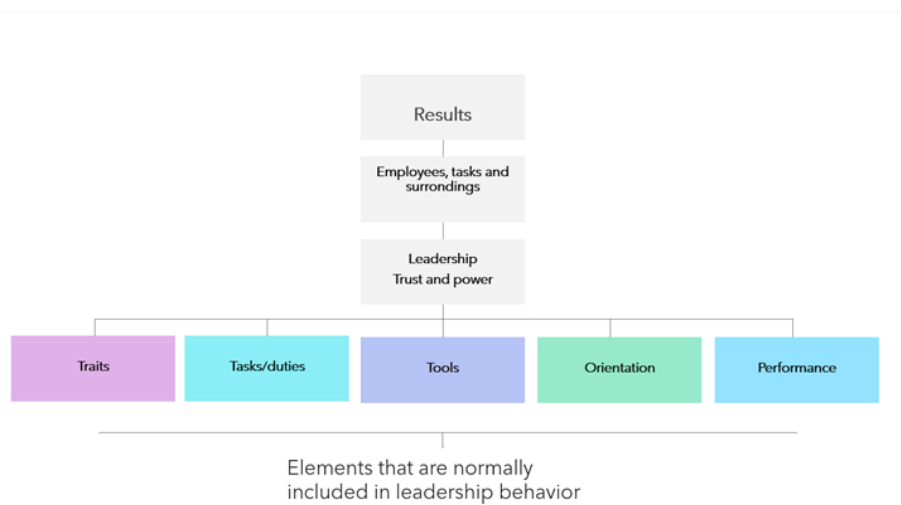 Results
Employees, tasks and
surrondings
Leadership
Trust and power
Traits
Tasks/duties
Tools
Orientation
Performance
Elements that are normally
included in leadership behavior